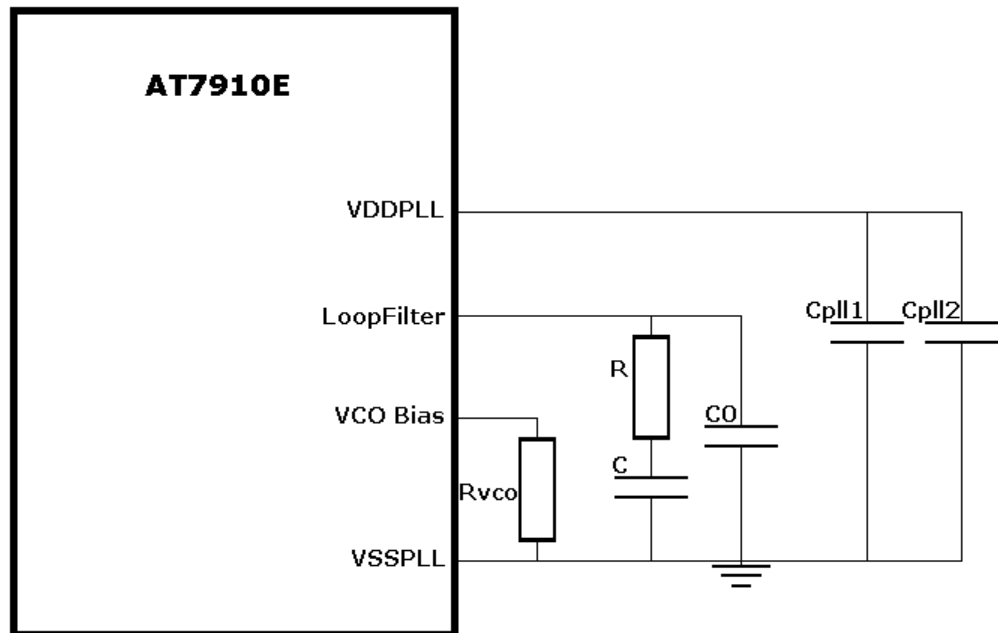 AT7910E
VDDPLL
LoopFilter
Cpll1
Cpll2
R
VCO Bias
C0
C
Rvco
VSSPLL